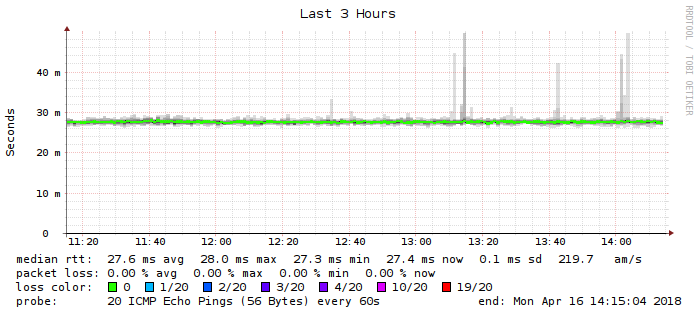 Last 3 Hours
RRDTOOL / TOBI OETIKER
Seconds
40 m
30 m
20 m
10 m
0
11:20 11:40 12:00 12:20 12:40 13:00 13:20 13:40 14:00
median rtt: 27.6 ms avg 28.0 ms max 27.3 ms min 27.4 ms now 0.1 ms sd 219.7 am/s
packet loss: 0.00 % avg 0.00 % max 0.00 % min 0.00 % now
loss color: 0 1/20 2/20 3/20 4/20 10/20 19/20
probe: 20 ICMP Echo Pings (56 Bytes) every 60s end: Mon Apr 16 14:15:04 2018